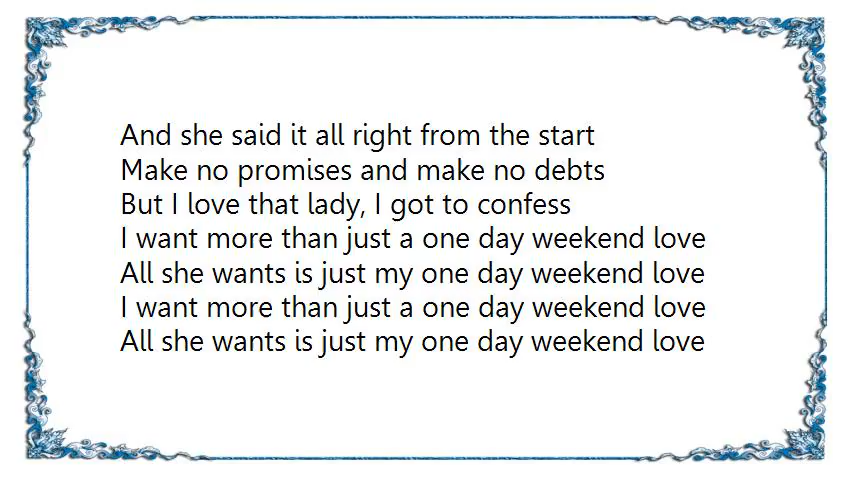 And she said it all right from the start
Make no promises and make no debts
But I love that lady, I got to confess
I want more than just a one day weekend love
All she wants is just my one day weekend love
I want more than just a one day weekend love
All she wants is just my one day weekend love